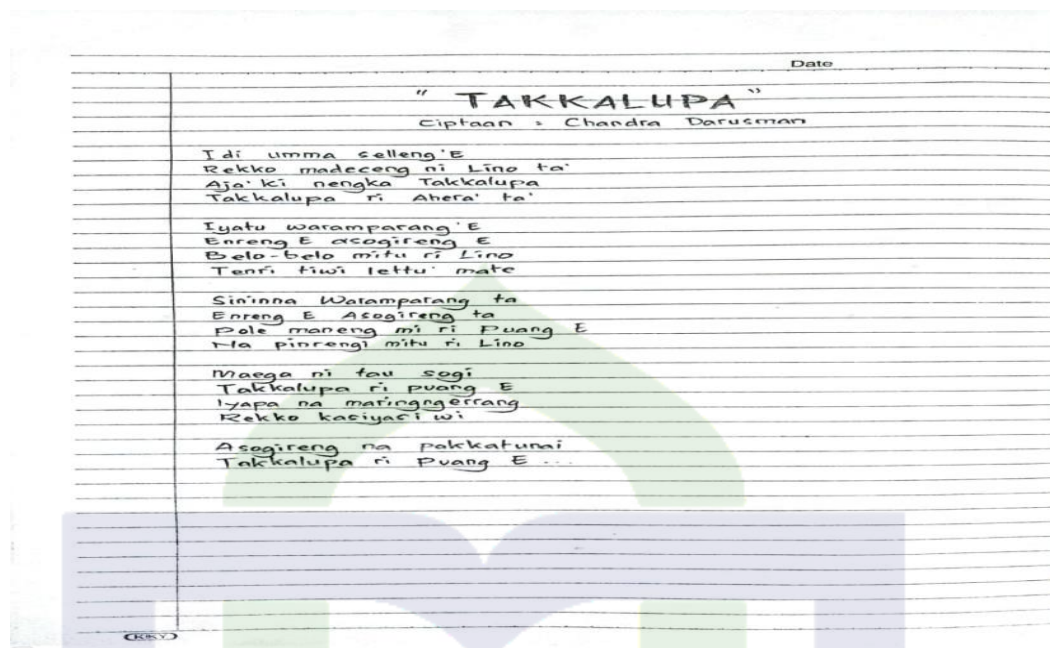 Date
" TAKKALUPA "
Ciptaan : Chandra Darusman
Idi umma selleng'E
Rekko madeceng ni Lino ta'
Aja' ki nengka Takkalupa
Takkalupa ri Ahera' ta'
Iyatu waramparang'E
Enreng E asogireng E
Belo-belo mitu ri Lino
Tenri tiwi lettu' mate
Sininna Waramparang ta
Enreng E Asogireng ta
Pole maneng mi ri Puang E
Na pinrengi mitu ri Lino
Maega ni tau sogi
Takkalupa ri puang E
Iyapa na maringngerrang
Rekko kasiyasi wi
Asogireng na pakkatunai
Takkalupa ri Puang E ...
KIKY